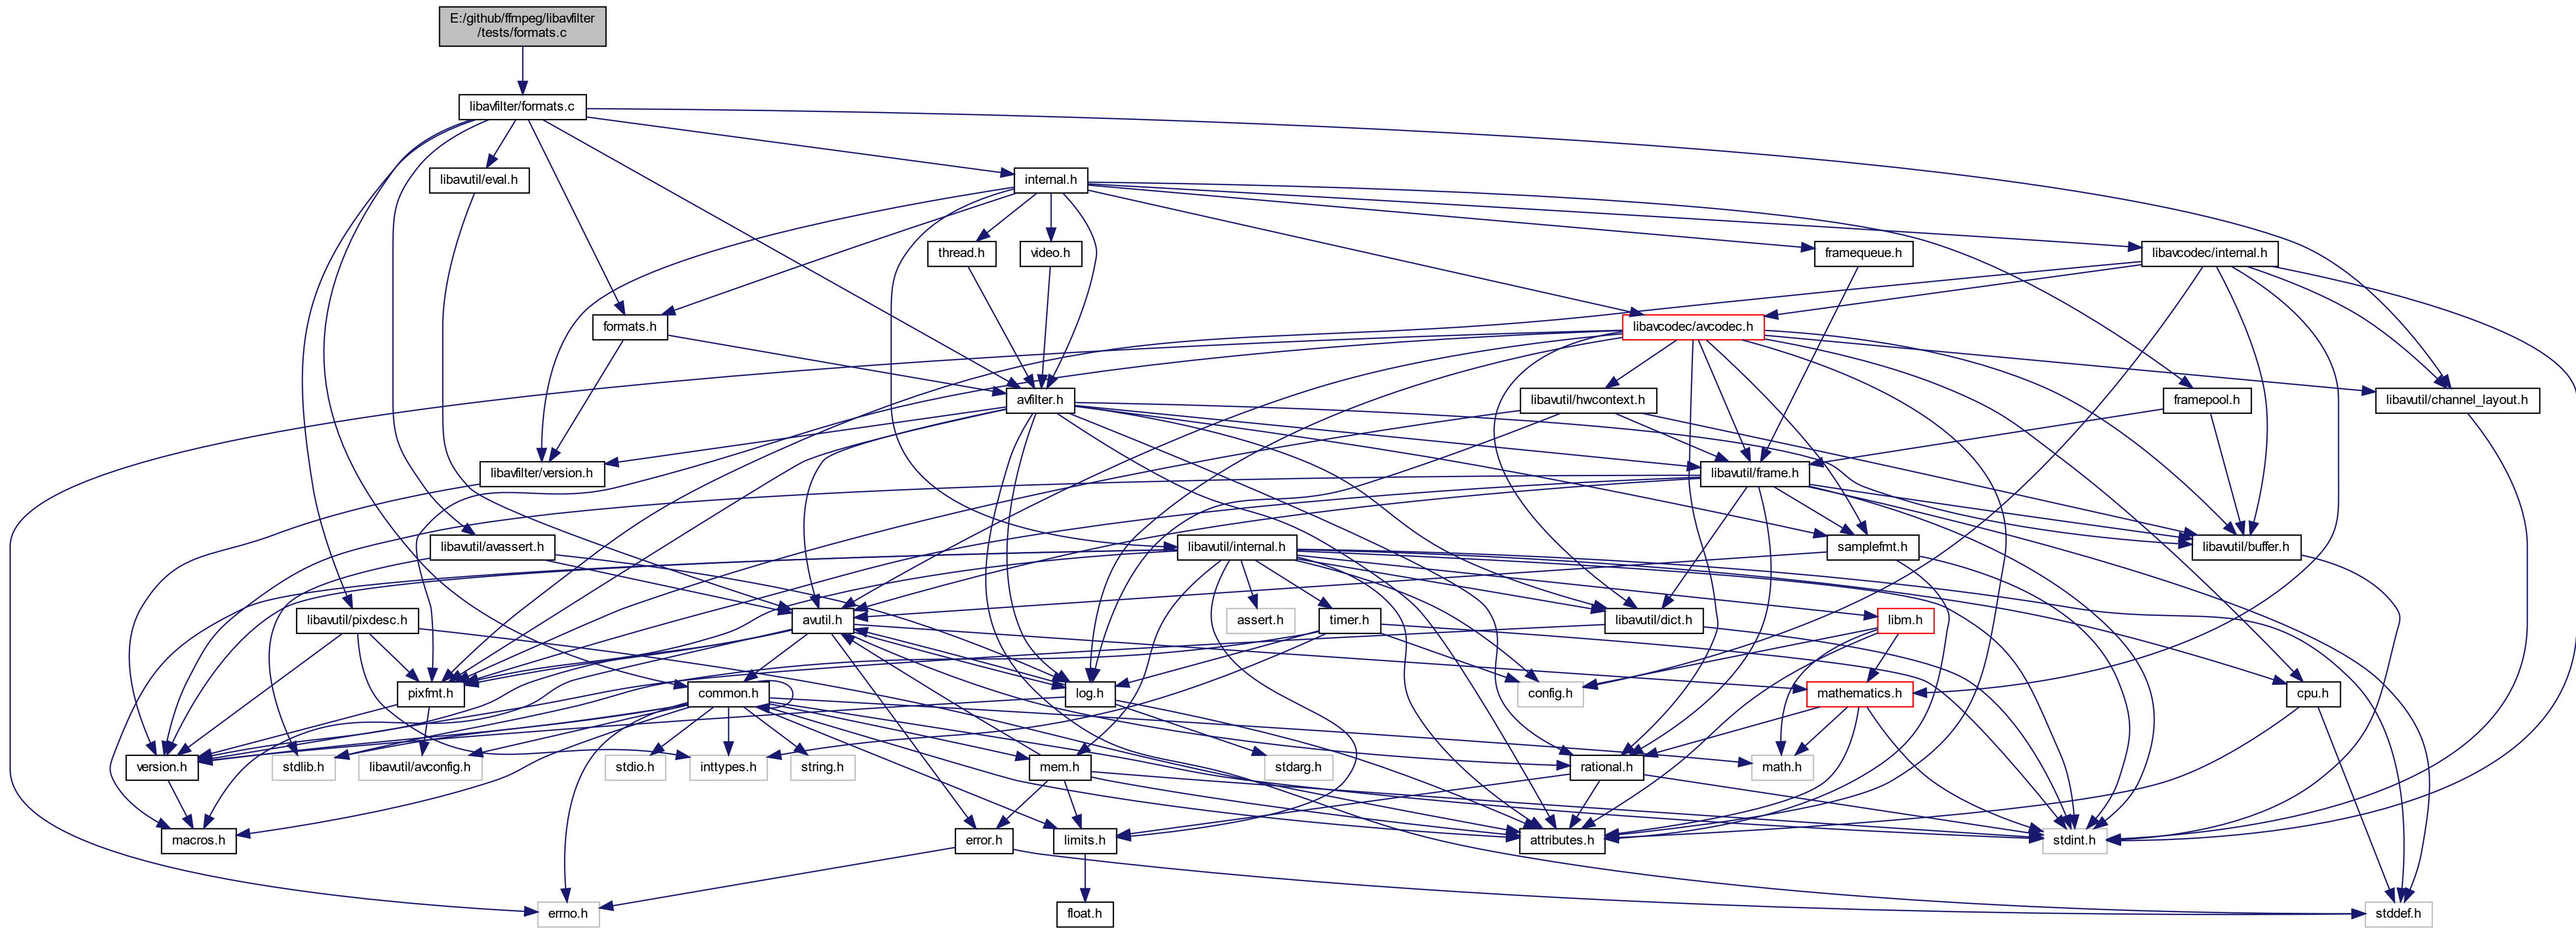 E:/github/ffmpeg/libavfilter
/tests/formats.c
libavfilter/formats.c
libavutil/eval.h
internal.h
thread.h
video.h
framequeue.h
libavcodec/internal.h
formats.h
libavcodec/avcodec.h
avfilter.h
libavutil/hwcontext.h
framepool.h
libavutil/channel_layout.h
libavfilter/version.h
libavutil/frame.h
libavutil/avassert.h
libavutil/internal.h
samplefmt.h
libavutil/buffer.h
libavutil/pixdesc.h
avutil.h
assert.h
timer.h
libavutil/dict.h
libm.h
pixfmt.h
common.h
log.h
config.h
mathematics.h
cpu.h
version.h
stdlib.h
libavutil/avconfig.h
stdio.h
inttypes.h
string.h
mem.h
stdarg.h
rational.h
math.h
macros.h
error.h
limits.h
attributes.h
stdint.h
errno.h
float.h
stddef.h